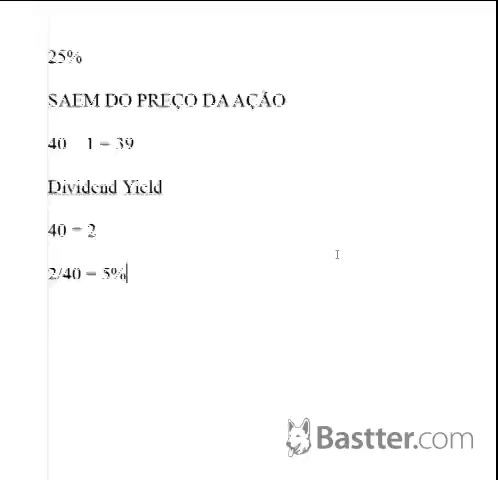 25%
SAEM DO PREÇO DA AÇÃO
40 – 1 = 39
Dividend Yield
40 = 2
2/40 = 5%
Bastter.com